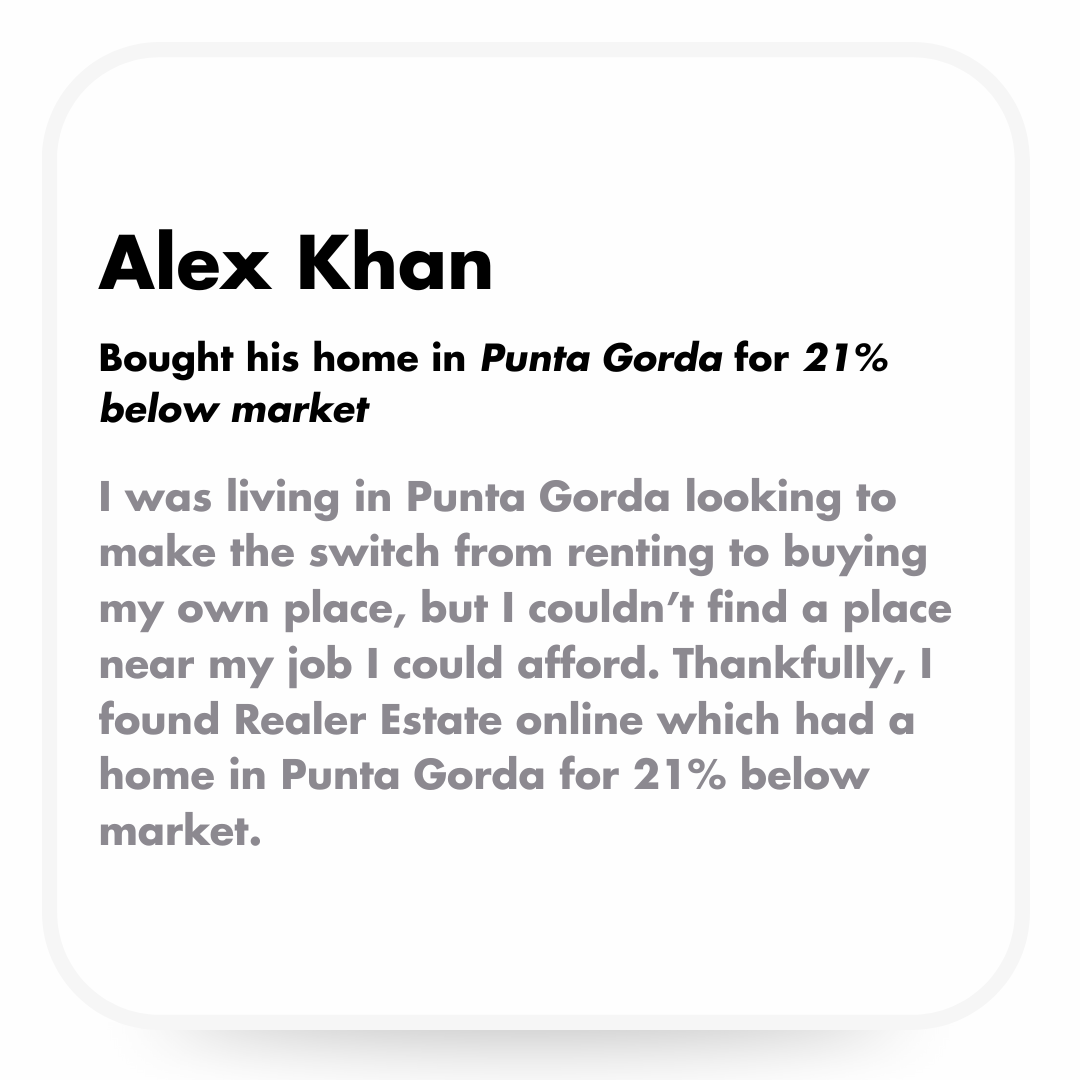 Alex Khan
Bought his home in Punta Gorda for 21%
below market
I was living in Punta Gorda looking to
make the switch from renting to buying
my own place, but I couldn’t find a place
near my job I could afford. Thankfully, I
found Realer Estate online which had a
home in Punta Gorda for 21% below
market.